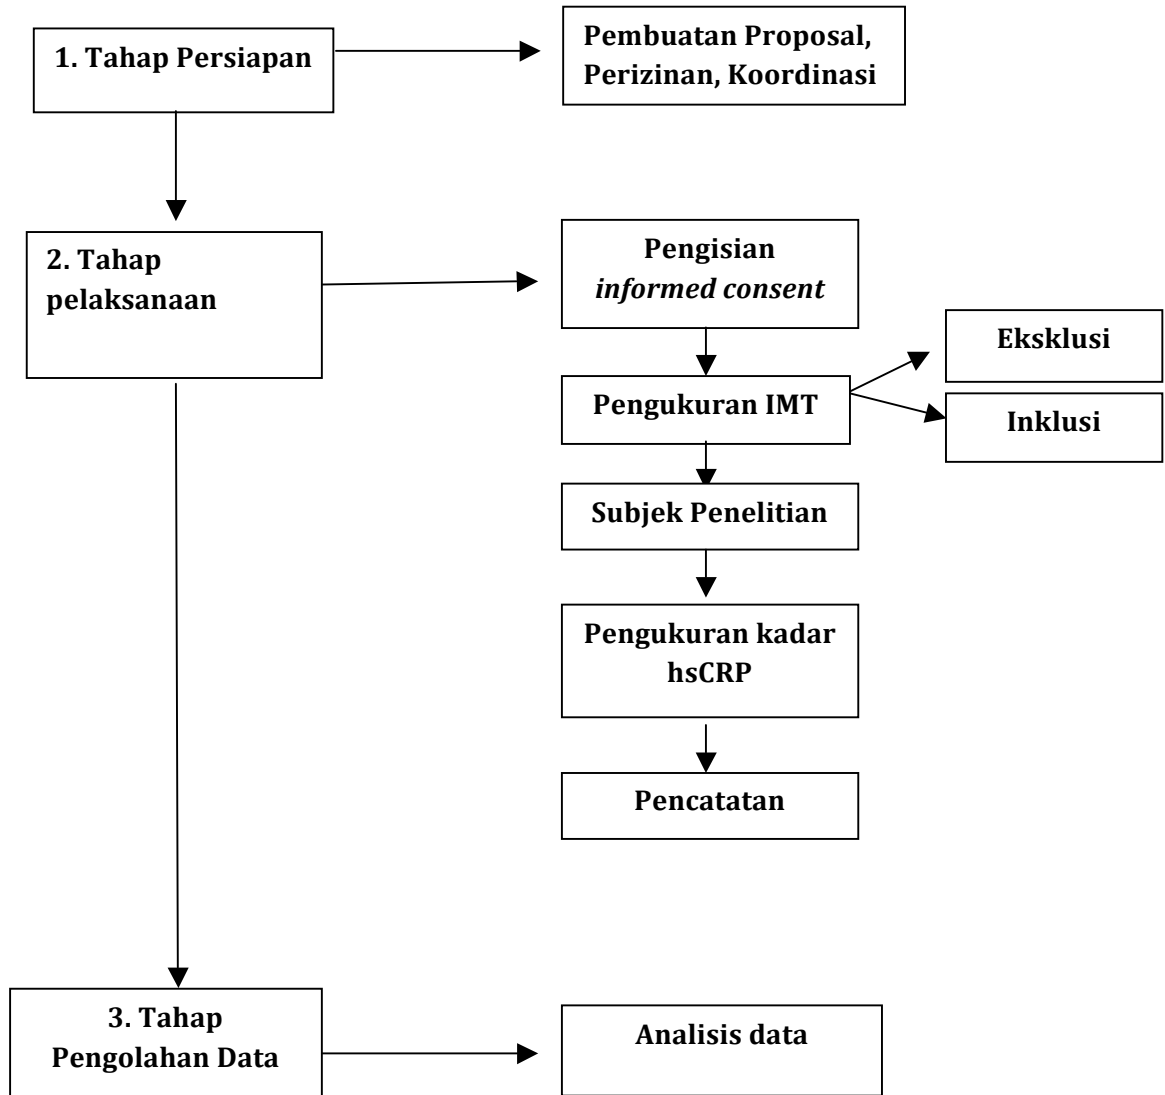 1. Tahap Persiapan
Pembuatan Proposal,
Perizinan, Koordinasi
2. Tahap
pelaksanaan
Pengisian
informed consent
Pengukuran IMT
Eksklusi
Inklusi
Subjek Penelitian
Pengukuran kadar
hsCRP
Pencatatan
3. Tahap
Pengolahan Data
Analisis data